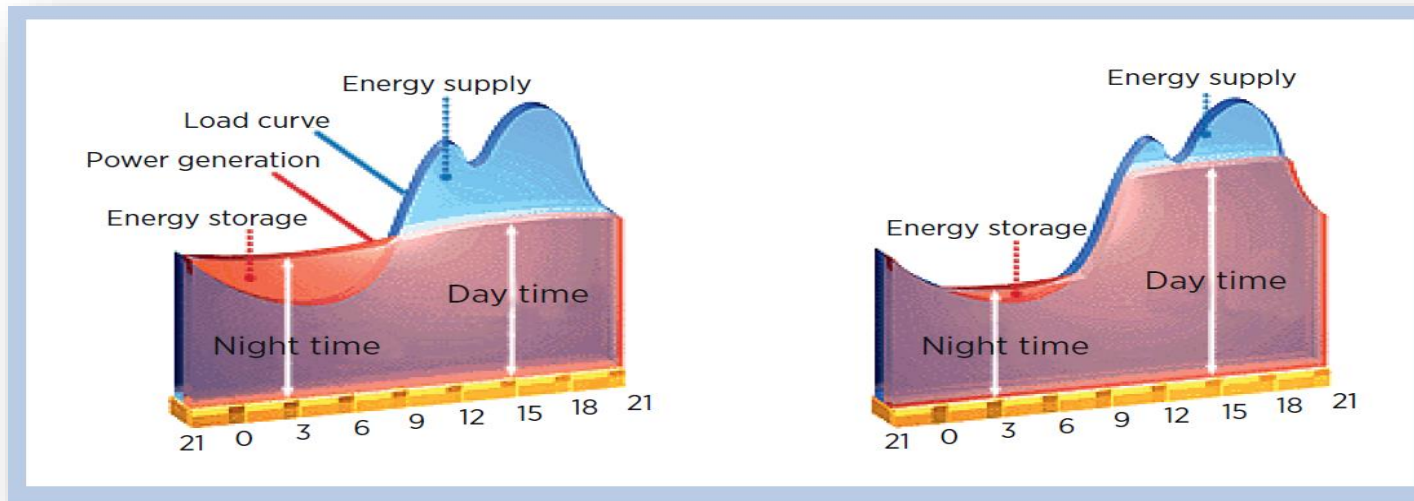 Energy supply
Load curve
Power generation
Energy storage
Day time
Night time
21 0 3 6 9 12 15 18 21
Energy supply
Energy storage
Day time
Night time
21 0 3 6 9 12 15 18 21